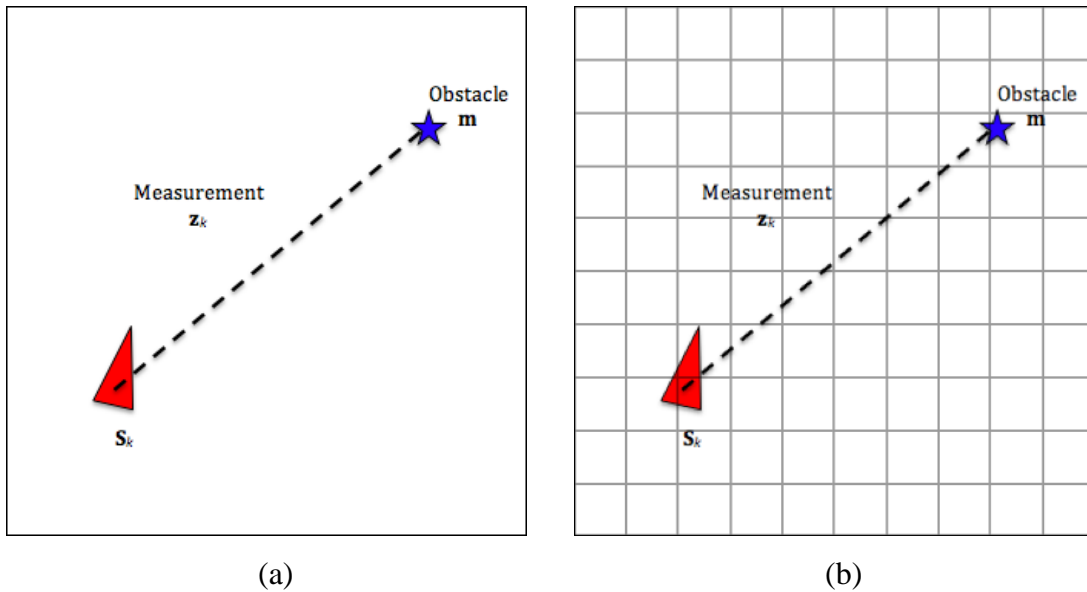 Obstacle
m
Measurement
zₖ
Sₖ
(a)
Obstacle
m
Measurement
zₖ
Sₖ
(b)